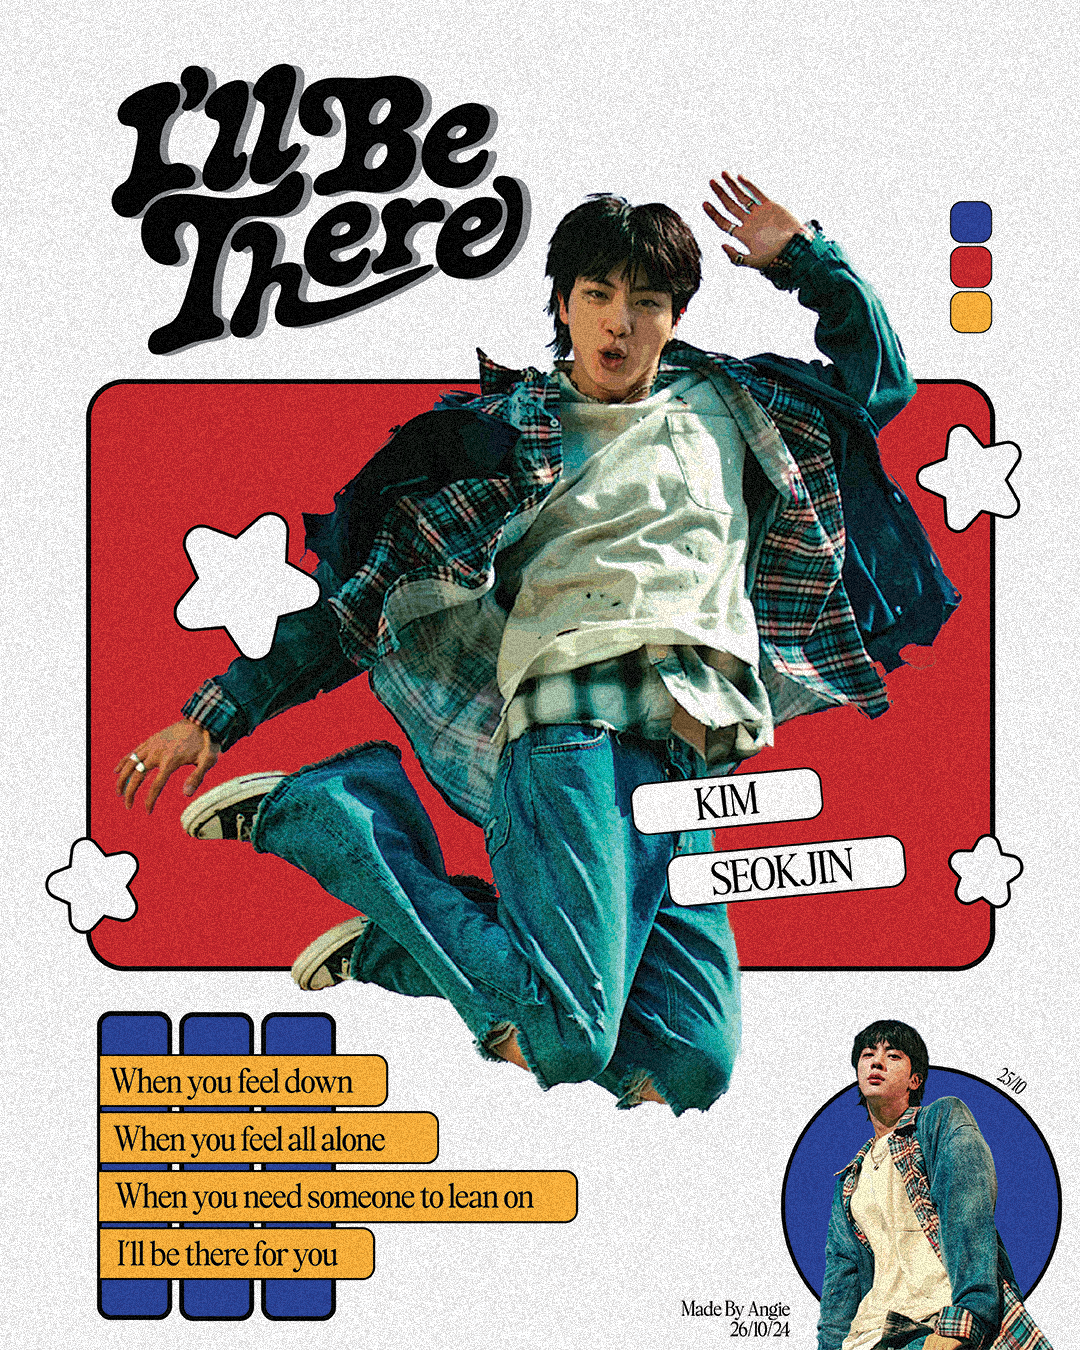 I'll Be
There
KIM
SEOKJIN
When you feel down
When you feel all alone
When you need someone to lean on
I'll be there for you
25/10
Made By Angie
26/10/24